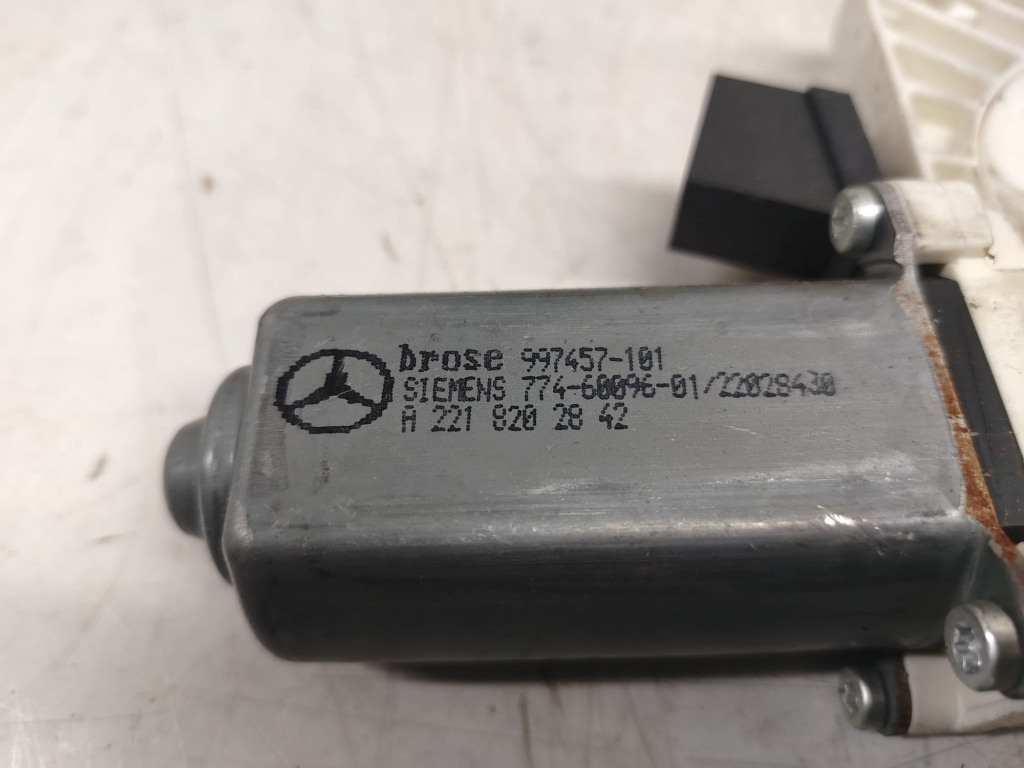 brose 997457-101
SIEMENS 774-60096-01/22028430
A 221 820 28 42